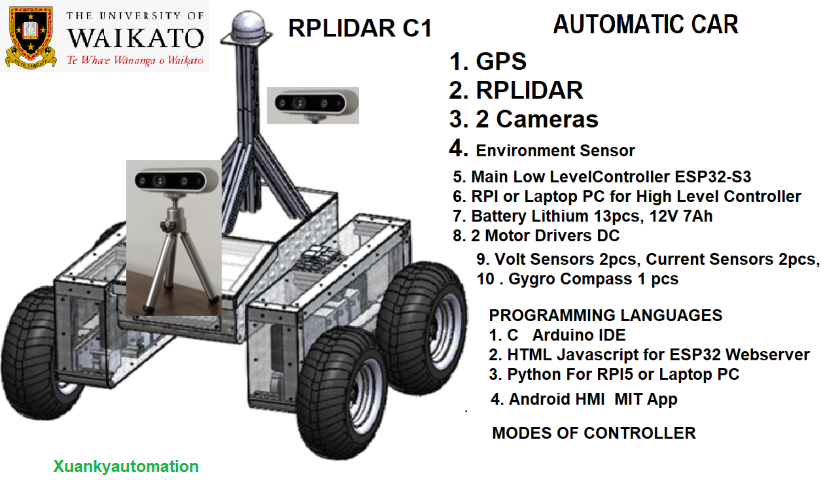 THE UNIVERSITY OF
WAIKATO
Te Whare Wānanga o Waikato
RPLIDAR C1
AUTOMATIC CAR
1. GPS
2. RPLIDAR
3. 2 Cameras
4. Environment Sensor
5. Main Low LevelController ESP32-S3
6. RPI or Laptop PC for High Level Controller
7. Battery Lithium 13pcs, 12V 7Ah
8. 2 Motor Drivers DC
9. Volt Sensors 2pcs, Current Sensors 2pcs,
10 . Gygro Compass 1 pcs
PROGRAMMING LANGUAGES
1. C Arduino IDE
2. HTML Javascript for ESP32 Webserver
3. Python For RPI5 or Laptop PC
4. Android HMI MIT App
.
MODES OF CONTROLLER
Xuankyautomation